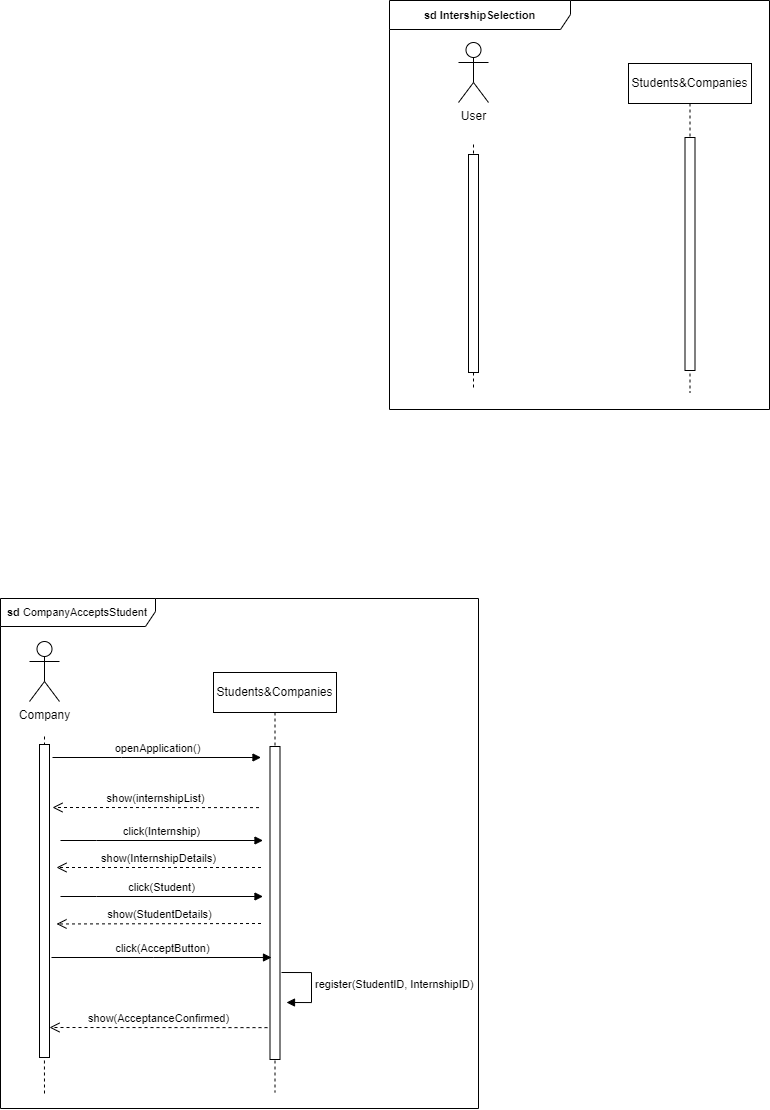 sd IntershipSelection
User
Students&Companies
sd CompanyAcceptsStudent
Company
Students&Companies
openApplication()
show(internshipList)
click(Internship)
show(InternshipDetails)
click(Student)
show(StudentDetails)
click(AcceptButton)
register(StudentID, InternshipID)
show(AcceptanceConfirmed)